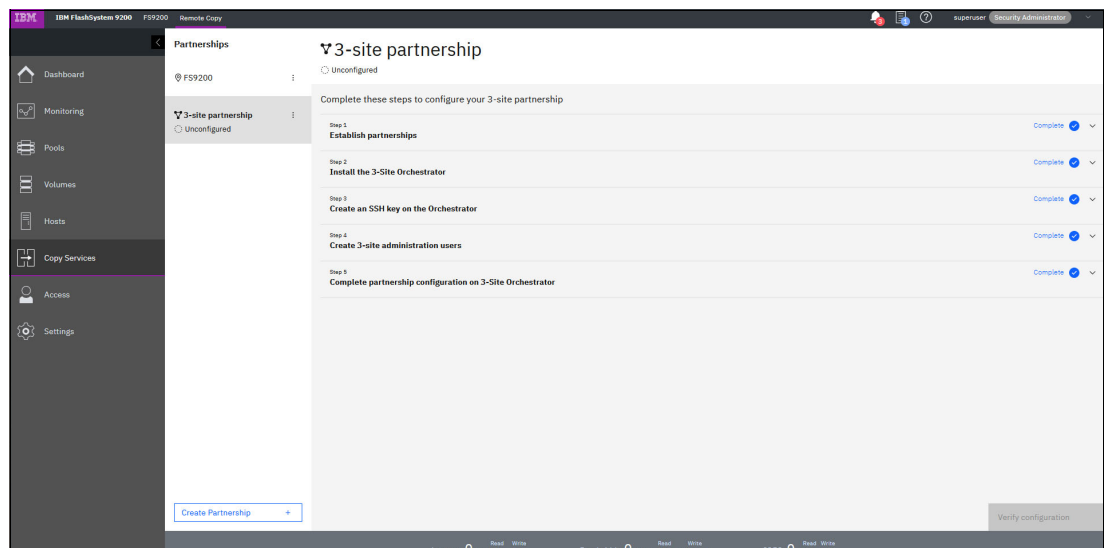 IBM
IBM FlashSystem 9200 FS9200 Remote Copy
superuser Security Administrator
Dashboard
Monitoring
Pools
Volumes
Hosts
Copy Services
Access
Settings
Partnerships
FS9200
3-site partnership
Unconfigured
Create Partnership +
3-site partnership
Unconfigured
Complete these steps to configure your 3-site partnership
Step 1
Establish partnerships
Complete
Step 2
Install the 3-Site Orchestrator
Complete
Step 3
Create an SSH key on the Orchestrator
Complete
Step 4
Create 3-site administration users
Complete
Step 5
Complete partnership configuration on 3-Site Orchestrator
Complete
Verify configuration
Read Write
Read Write
Read Write